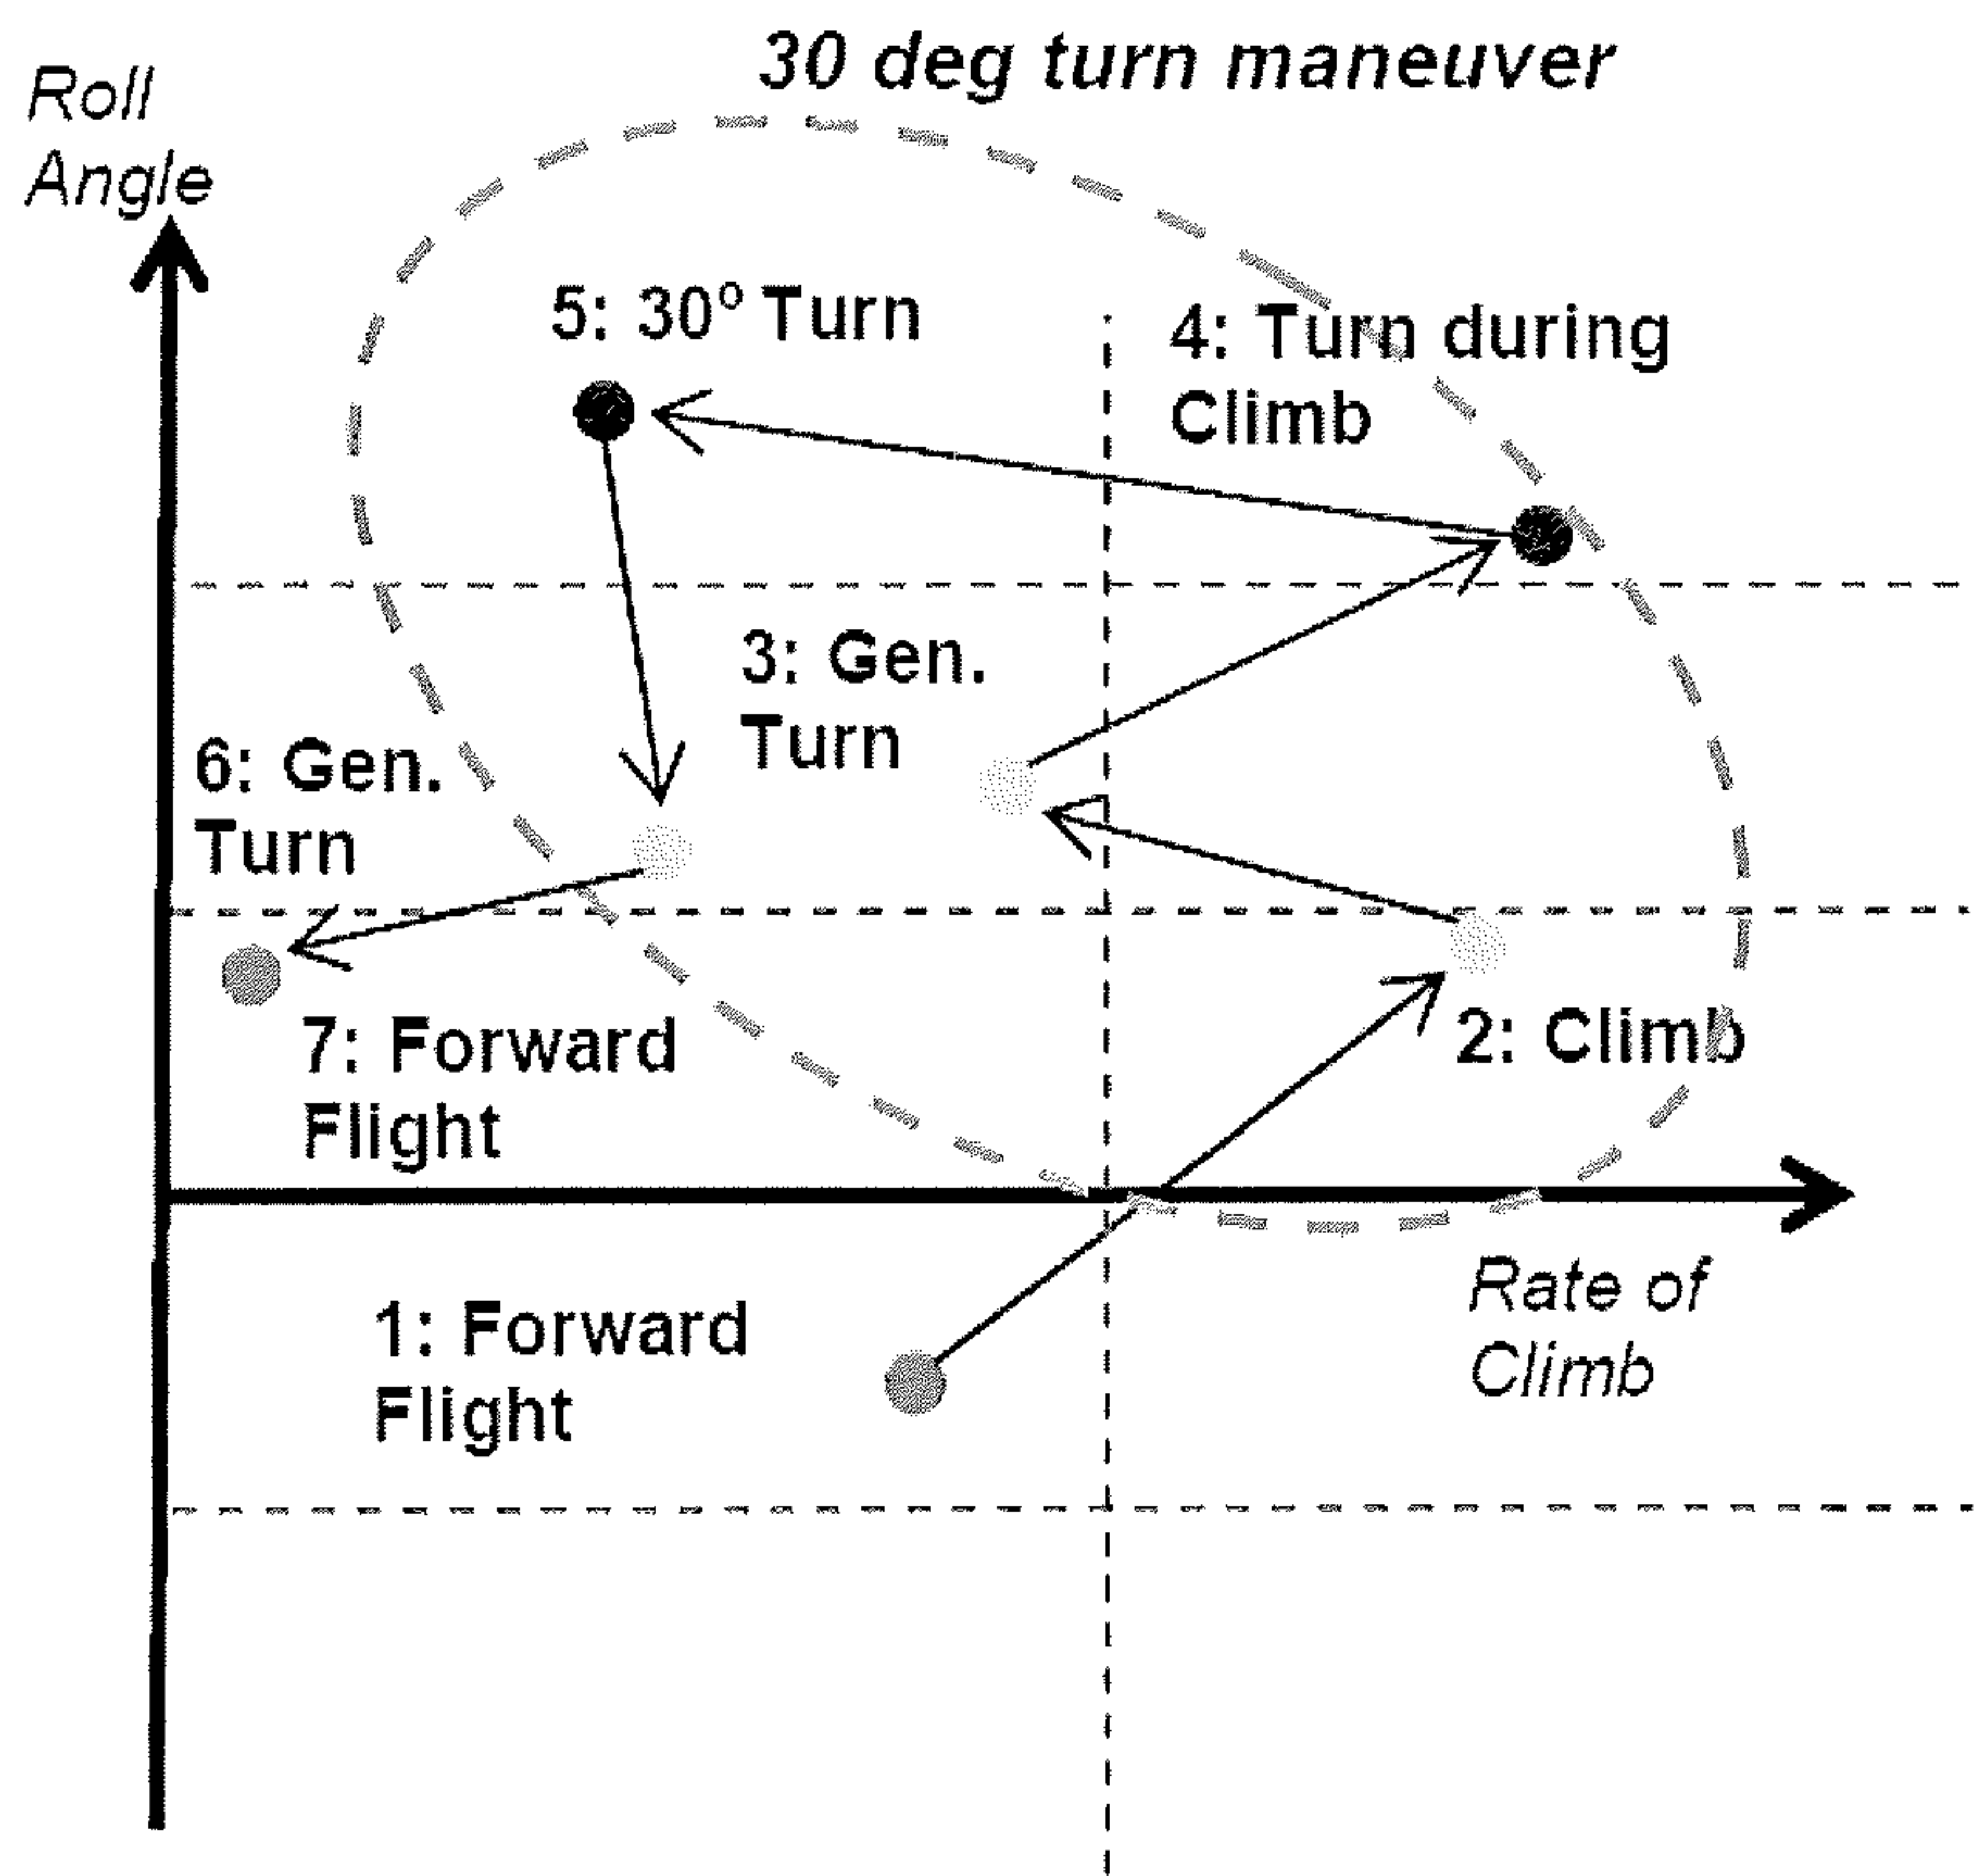 30 deg turn maneuver
Roll
Angle
5: 30° Turn
4: Turn during
Climb
3: Gen.
Turn
6: Gen.
Turn
7: Forward
Flight
2: Climb
1: Forward
Flight
Rate of
Climb